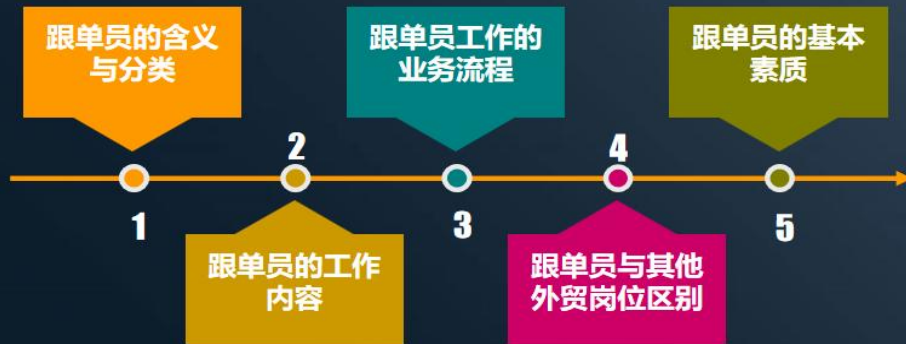 跟单员的含义
与分类
跟单员工作的
业务流程
跟单员的基本
素质
2
4
1
3
5
跟单员的工作
内容
跟单员与其他
外贸岗位区别